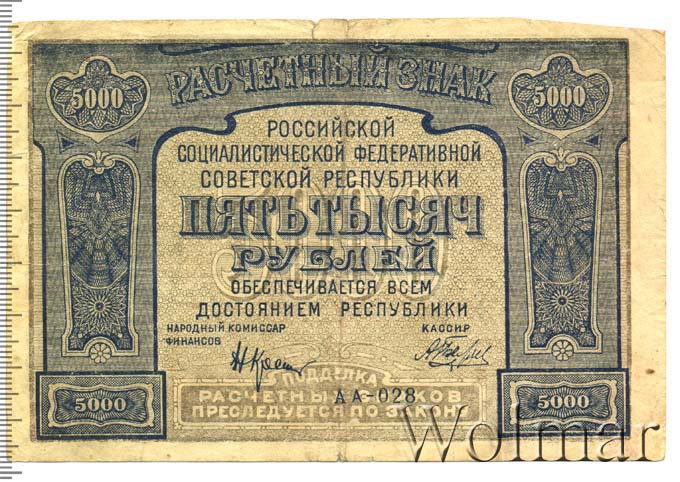 РАСЧЕТНЫЙ ЗНАК
5000 5000
РОССИЙСКОЙ
СОЦИАЛИСТИЧЕСКОЙ ФЕДЕРАТИВНОЙ
СОВЕТСКОЙ РЕСПУБЛИКИ
5000
ПЯТЬ ТЫСЯЧ
РУБЛЕЙ
ОБЕСПЕЧИВАЕТСЯ ВСЕМ
ДОСТОЯНИЕМ РЕСПУБЛИКИ
НАРОДНЫЙ КОМИССАР
ФИНАНСОВ
КАССИР
ПОДДЕЛКА
АА-028
РАСЧЕТНЫХ ЗНАКОВ
ПРЕСЛЕДУЕТСЯ ПО ЗАКОНУ
5000 5000
Wolmar